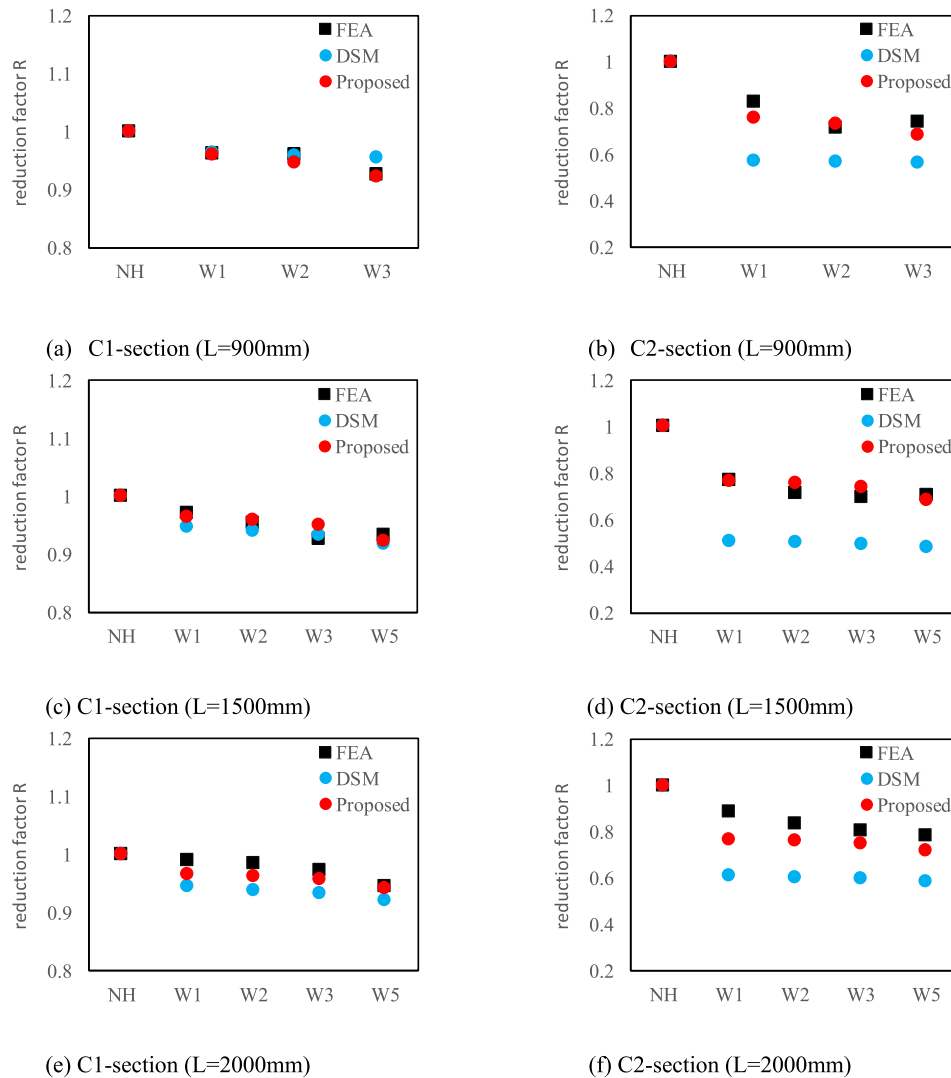 1.2
1.1
1
0.9
0.8
reduction factor R
FEA
DSM
Proposed
NH W1 W2 W3
(a) C1-section (L=900mm)
1.2
1
0.8
0.6
0.4
0.2
reduction factor R
FEA
DSM
Proposed
NH W1 W2 W3
(b) C2-section (L=900mm)
1.2
1.1
1
0.9
0.8
reduction factor R
FEA
DSM
Proposed
NH W1 W2 W3 W5
(c) C1-section (L=1500mm)
1.2
1
0.8
0.6
0.4
0.2
reduction factor R
FEA
DSM
Proposed
NH W1 W2 W3 W5
(d) C2-section (L=1500mm)
1.2
1.1
1
0.9
0.8
reduction factor R
FEA
DSM
Proposed
NH W1 W2 W3 W5
(e) C1-section (L=2000mm)
1.2
1
0.8
0.6
0.4
0.2
reduction factor R
FEA
DSM
Proposed
NH W1 W2 W3 W5
(f) C2-section (L=2000mm)